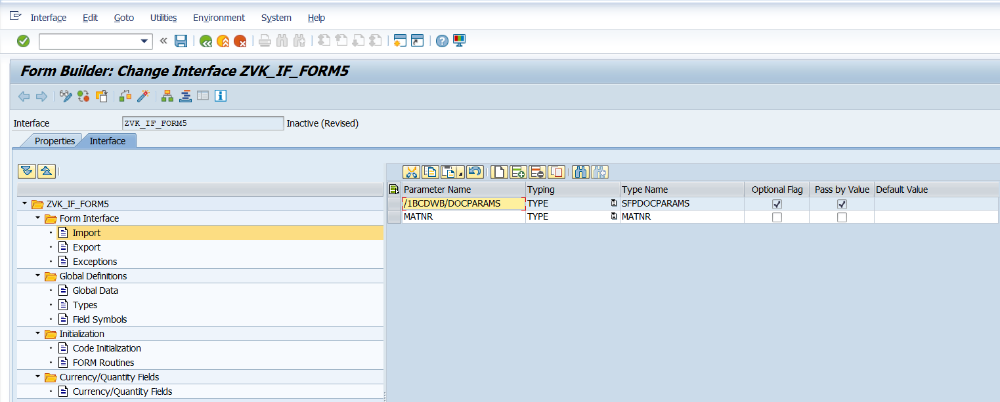 Interface Edit Goto Utilities Environment System Help
Form Builder: Change Interface ZVK_IF_FORM5
Interface ZVK_IF_FORM5 Inactive (Revised)
Properties Interface
Parameter Name Typing Type Name Optional Flag Pass by Value Default Value
/1BCDWB/DOCPARAMS TYPE SFPDOCPARAMS
MATNR TYPE MATNR
ZVK_IF_FORM5
Form Interface
Import
Export
Exceptions
Global Definitions
Global Data
Types
Field Symbols
Initialization
Code Initialization
FORM Routines
Currency/Quantity Fields
Currency/Quantity Fields